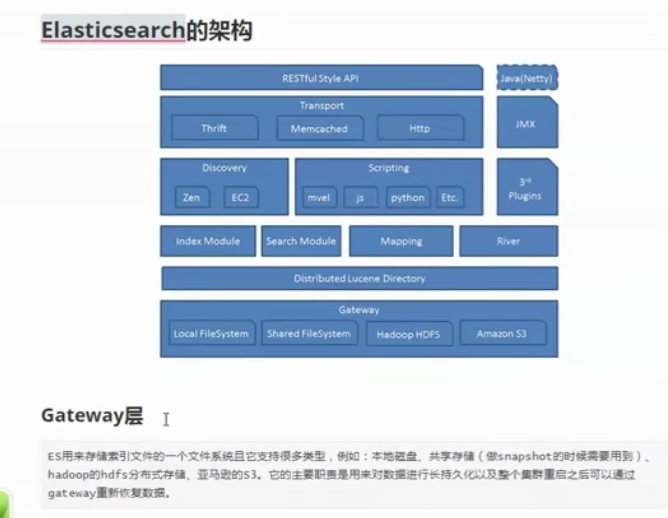 Elasticsearch的架构
RESTful Style API
Java(Netty)
Transport
Thrift
Memcached
Http
JMX
Discovery
Zen
EC2
Scripting
mvel
js
python
Etc.
3rd
Plugins
Index Module
Search Module
Mapping
River
Distributed Lucene Directory
Gateway
Local FileSystem
Shared FileSystem
Hadoop HDFS
Amazon S3
Gateway层
ES用来存储索引文件的一个文件系统且它支持很多类型，例如：本地磁盘、共享存储（做snapshot的时候需要用到）、
hadoop的hdfs分布式存储、亚马逊的S3。它的主要职责是用来对数据进行长持久化以及整个集群重启之后可以通过
gateway重新恢复数据。